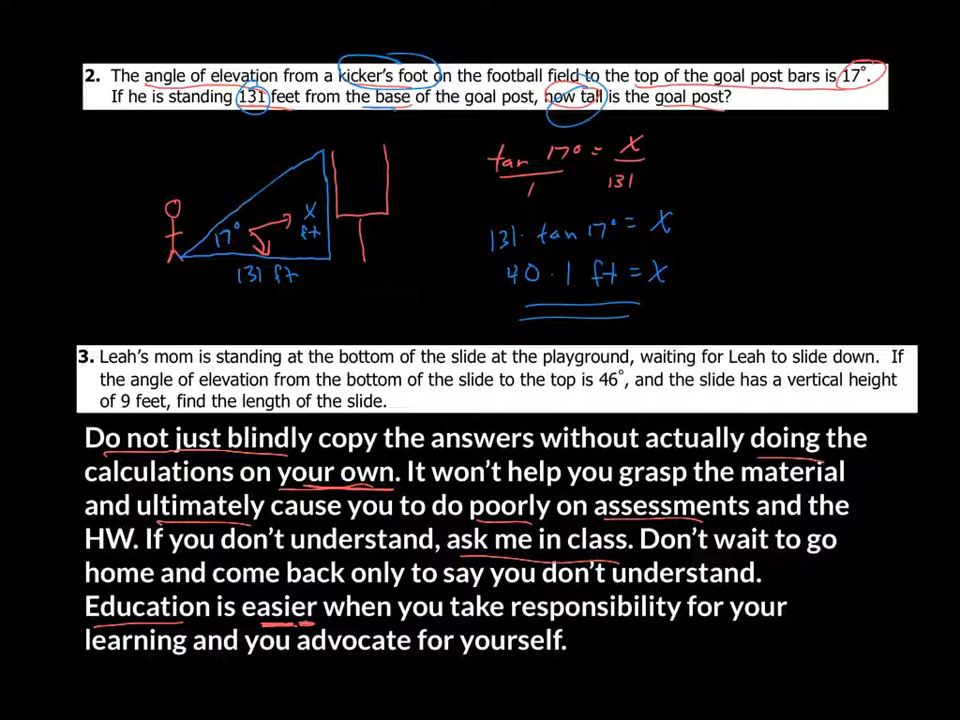 2. The angle of elevation from a kicker's foot on the football field to the top of the goal post bars is 17°.
If he is standing 131 feet from the base of the goal post, how tall is the goal post?
tan 17° = x
1 131
17° x
ft
131 ft
131 · tan 17° = x
40.1 ft = x
3. Leah's mom is standing at the bottom of the slide at the playground, waiting for Leah to slide down. If
the angle of elevation from the bottom of the slide to the top is 46°, and the slide has a vertical height
of 9 feet, find the length of the slide.
Do not just blindly copy the answers without actually doing the
calculations on your own. It won't help you grasp the material
and ultimately cause you to do poorly on assessments and the
HW. If you don't understand, ask me in class. Don't wait to go
home and come back only to say you don't understand.
Education is easier when you take responsibility for your
learning and you advocate for yourself.